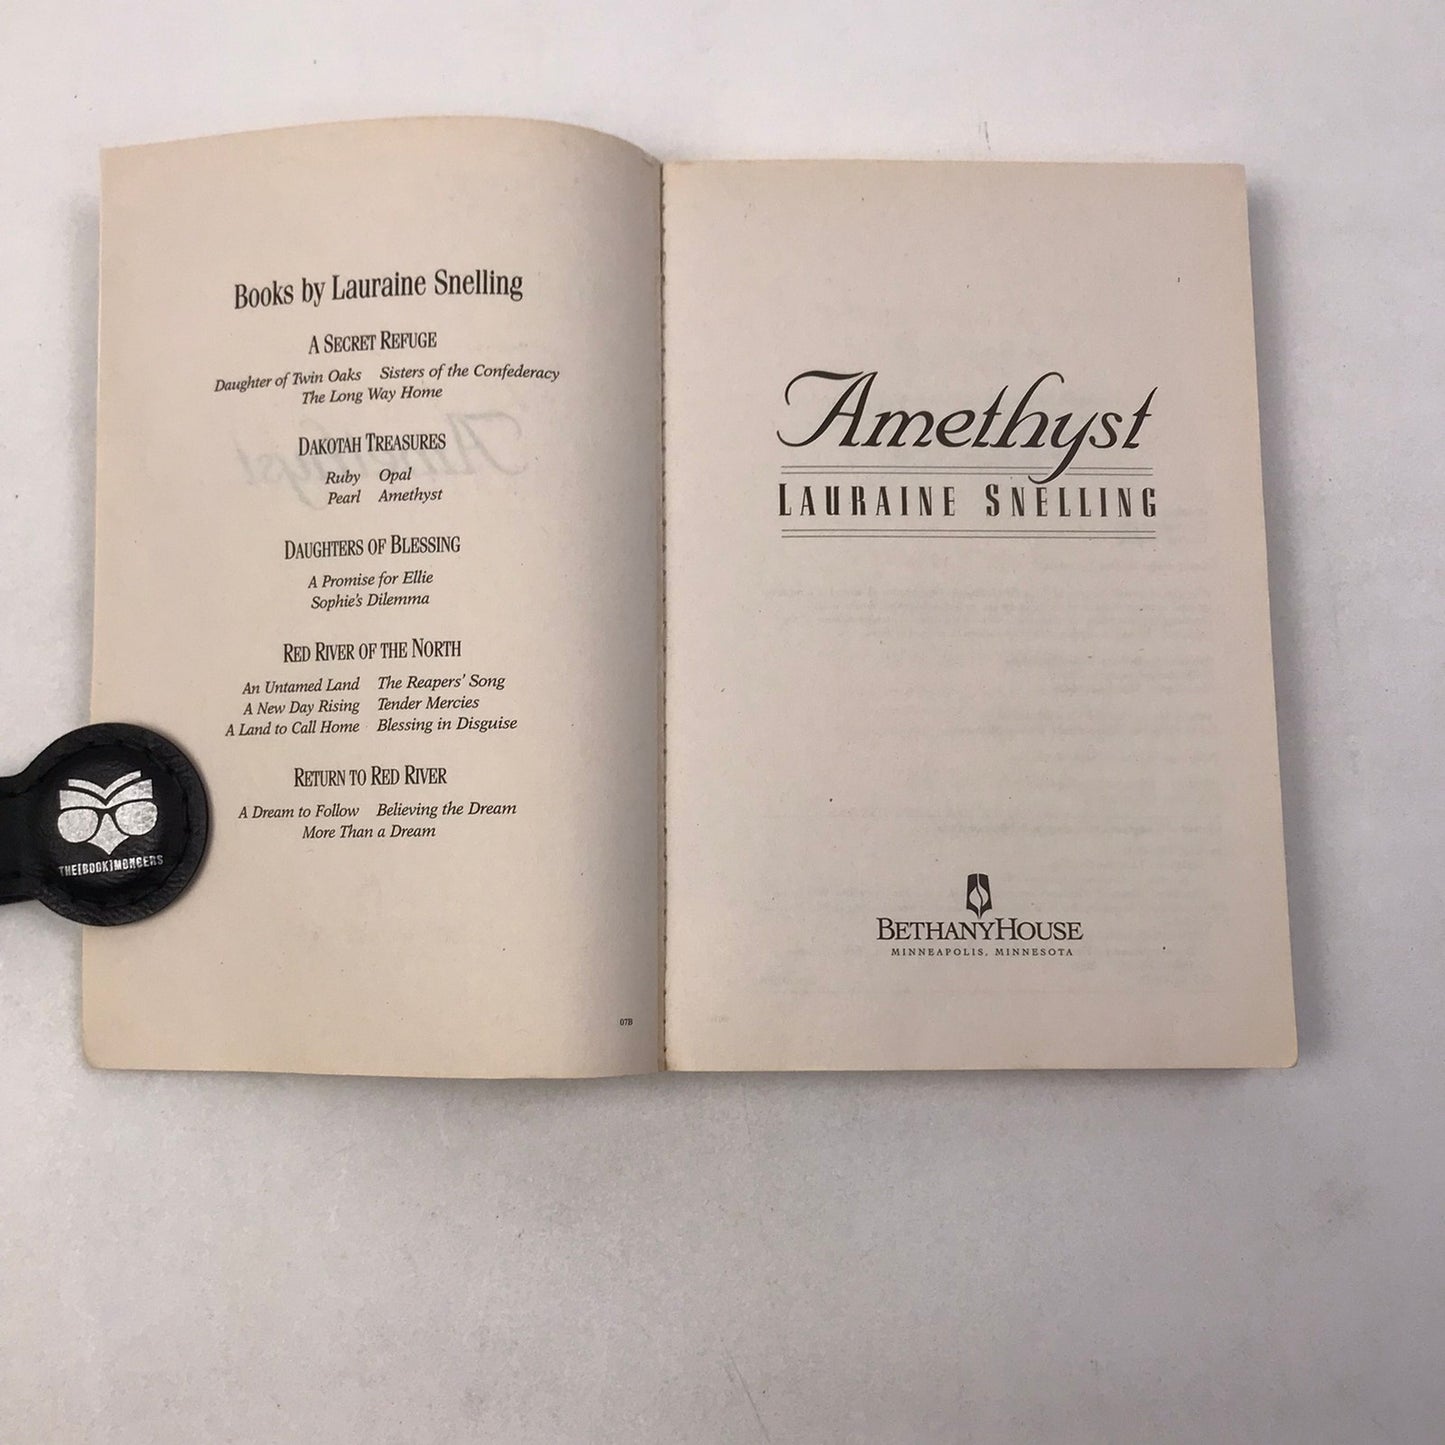 Books by Lauraine Snelling
A SECRET REFUGE
Daughter of Twin Oaks Sisters of the Confederacy
The Long Way Home
DAKOTAH TREASURES
Ruby Opal
Pearl Amethyst
DAUGHTERS OF BLESSING
A Promise for Ellie
Sophie's Dilemma
RED RIVER OF THE NORTH
An Untamed Land The Reapers' Song
A New Day Rising Tender Mercies
A Land to Call Home Blessing in Disguise
RETURN TO RED RIVER
A Dream to Follow Believing the Dream
More Than a Dream
07B
THE[BOOK]MONGERS
Amethyst
LAURAINE SNELLING
BETHANYHOUSE
MINNEAPOLIS, MINNESOTA